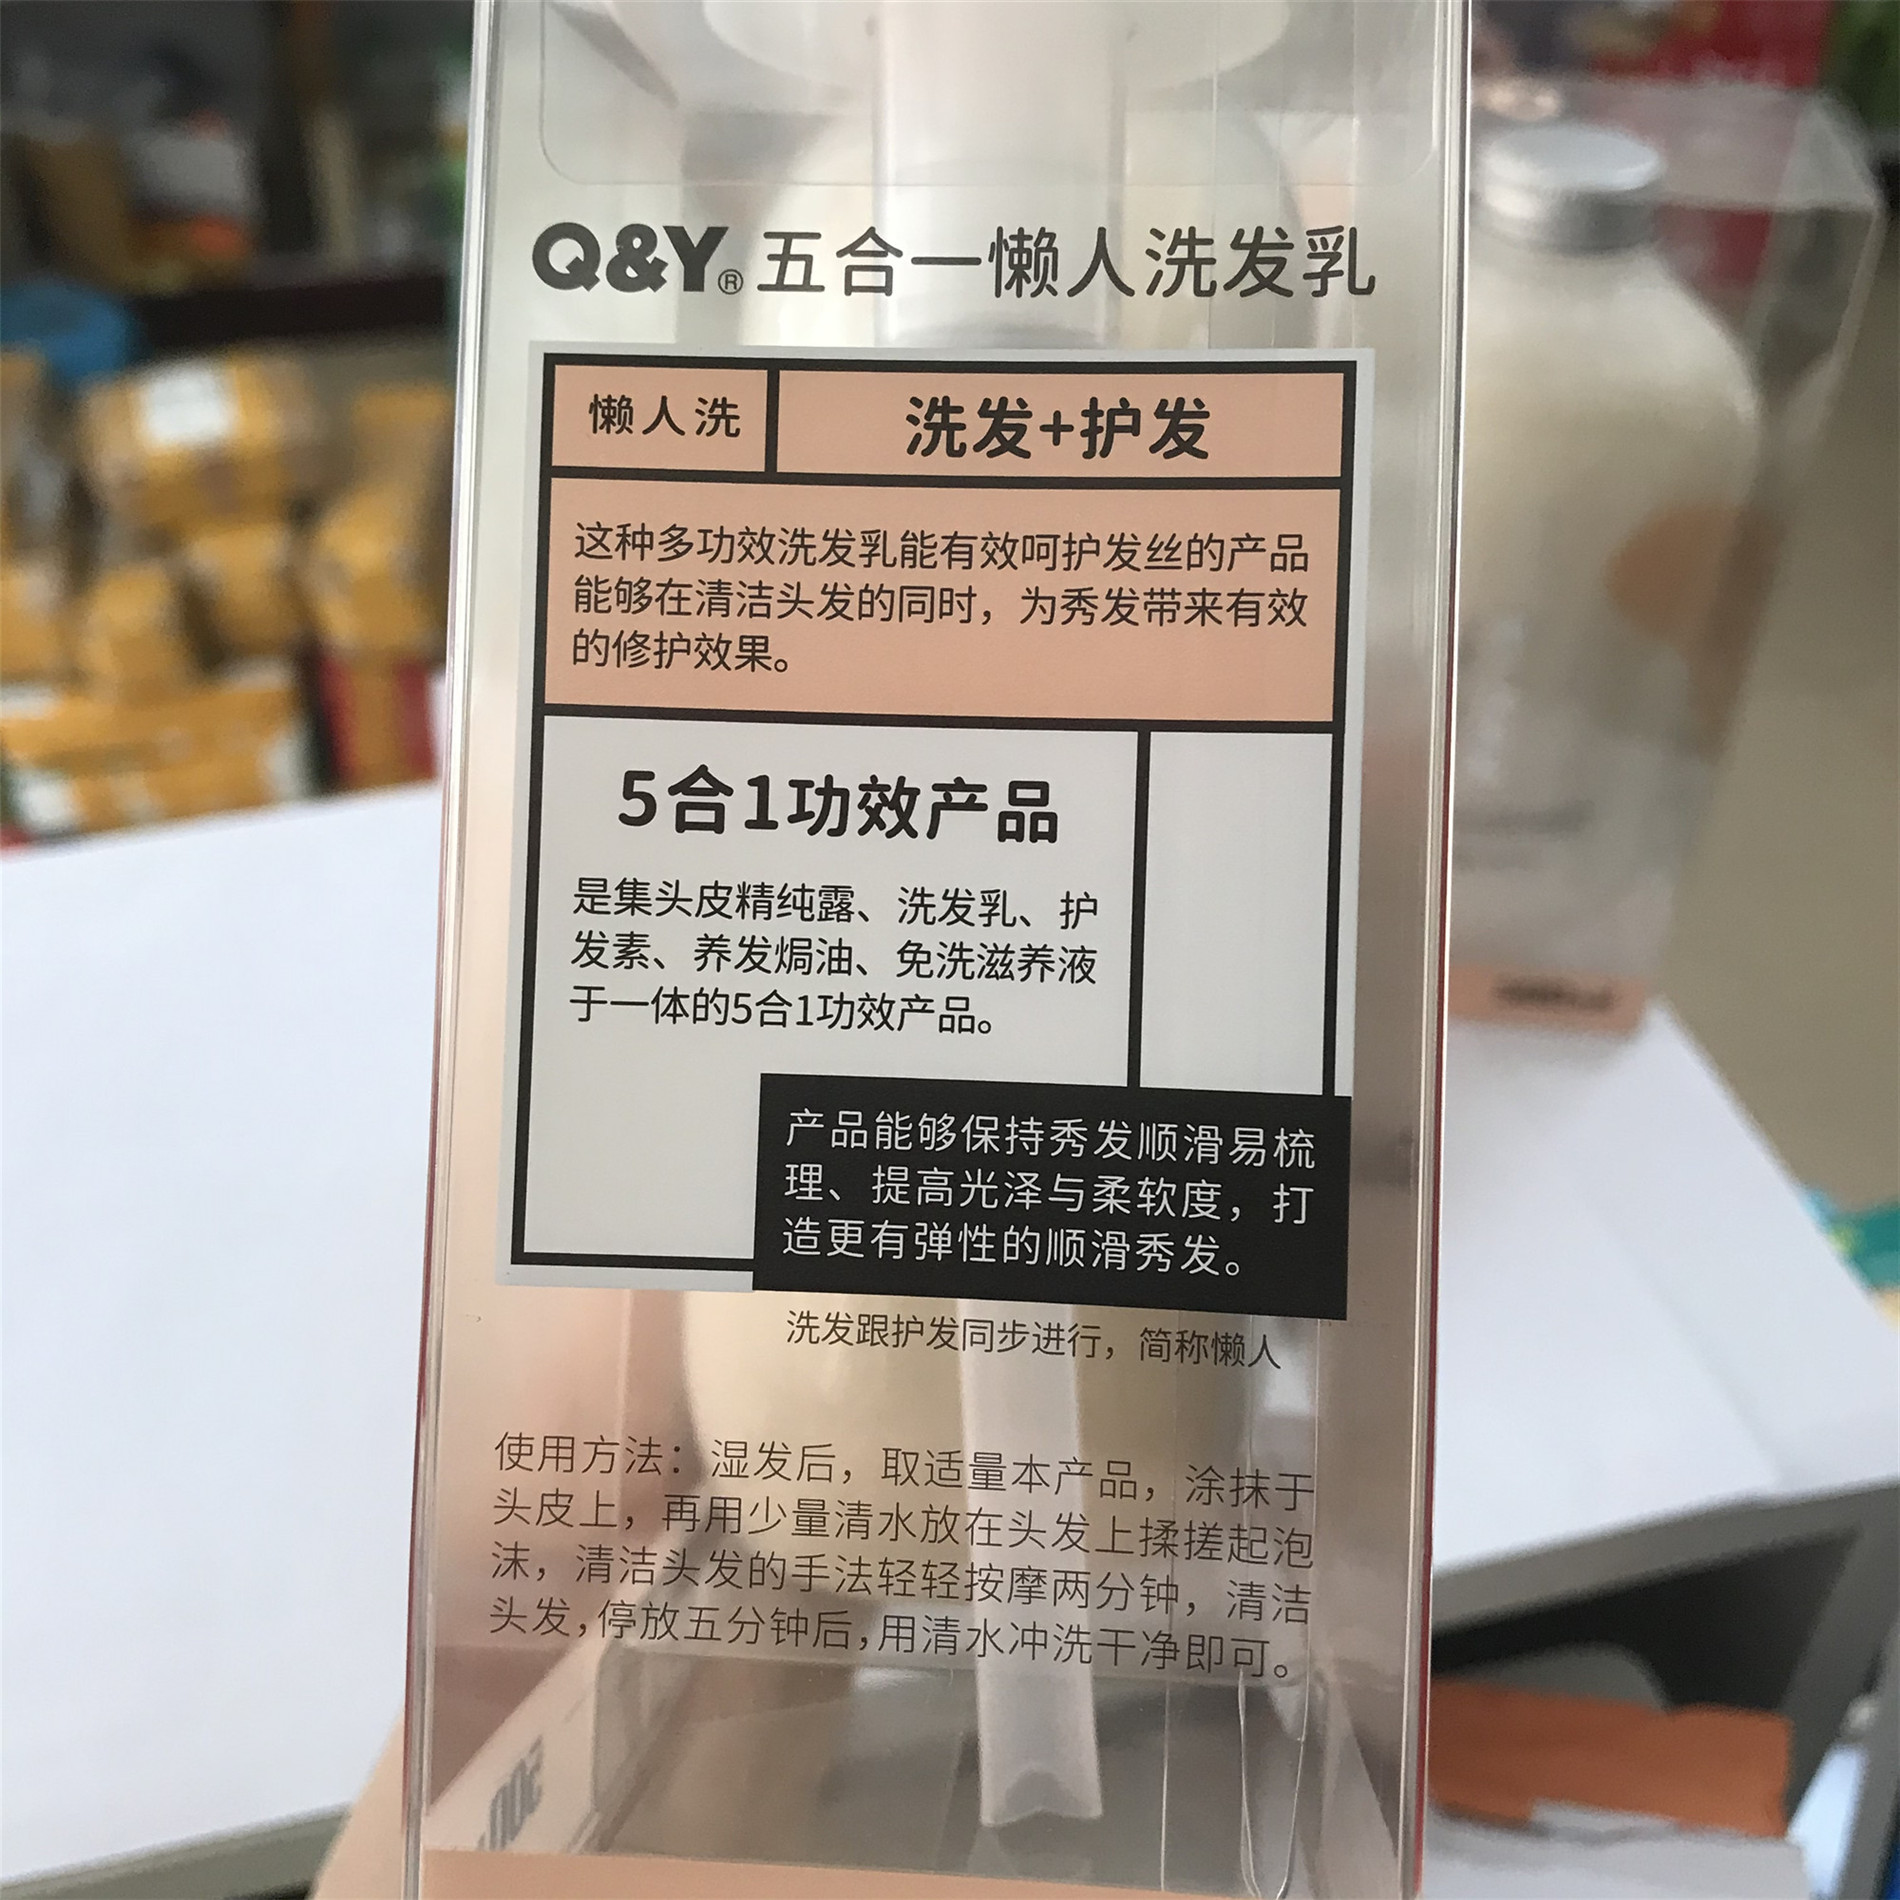 Q&Y® 五合一懒人洗发乳
懒人洗
洗发+护发
这种多功效洗发乳能有效呵护发丝的产品
能够在清洁头发的同时，为秀发带来有效
的修护效果。
5合1功效产品
是集头皮精纯露、洗发乳、护
发素、养发焗油、免洗滋养液
于一体的5合1功效产品。
产品能够保持秀发顺滑易梳
理、提高光泽与柔软度，打
造更有弹性的顺滑秀发。
洗发跟护发同步进行，简称懒人
使用方法：湿发后，取适量本产品，涂抹于
头皮上，再用少量清水放在头发上揉搓起泡
沫，清洁头发的手法轻轻按摩两分钟，清洁
头发,停放五分钟后,用清水冲洗干净即可。